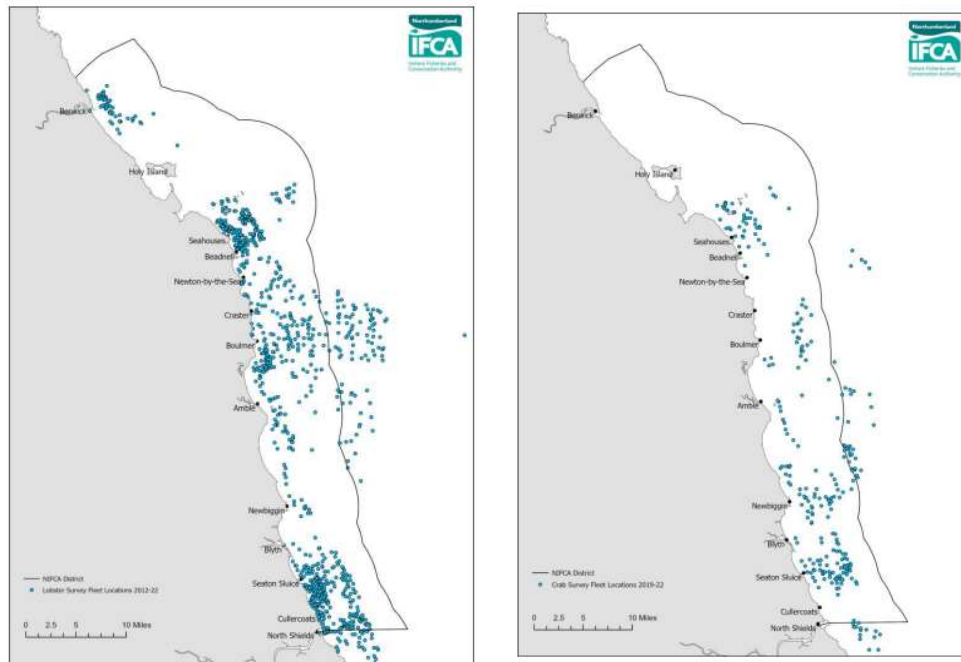 Northumberland
IFCA
Inshore Fisheries and
Conservation Authority
Berwick
Holy Island
Seahouses
Beadnell
Newton-by-the-Sea
Craster
Boulmer
Amble
Newbiggin
Blyth
Seaton Sluice
Cullercoats
North Shields
NIFCA District
Lobster Survey Fleet Locations 2012-22
0 2.5 5 10 Miles
Northumberland
IFCA
Inshore Fisheries and
Conservation Authority
Berwick
Holy Island
Seahouses
Beadnell
Newton-by-the-Sea
Craster
Boulmer
Amble
Newbiggin
Blyth
Seaton Sluice
Cullercoats
North Shields
NIFCA District
Crab Survey Fleet Locations 2019-22
0 2.5 5 10 Miles